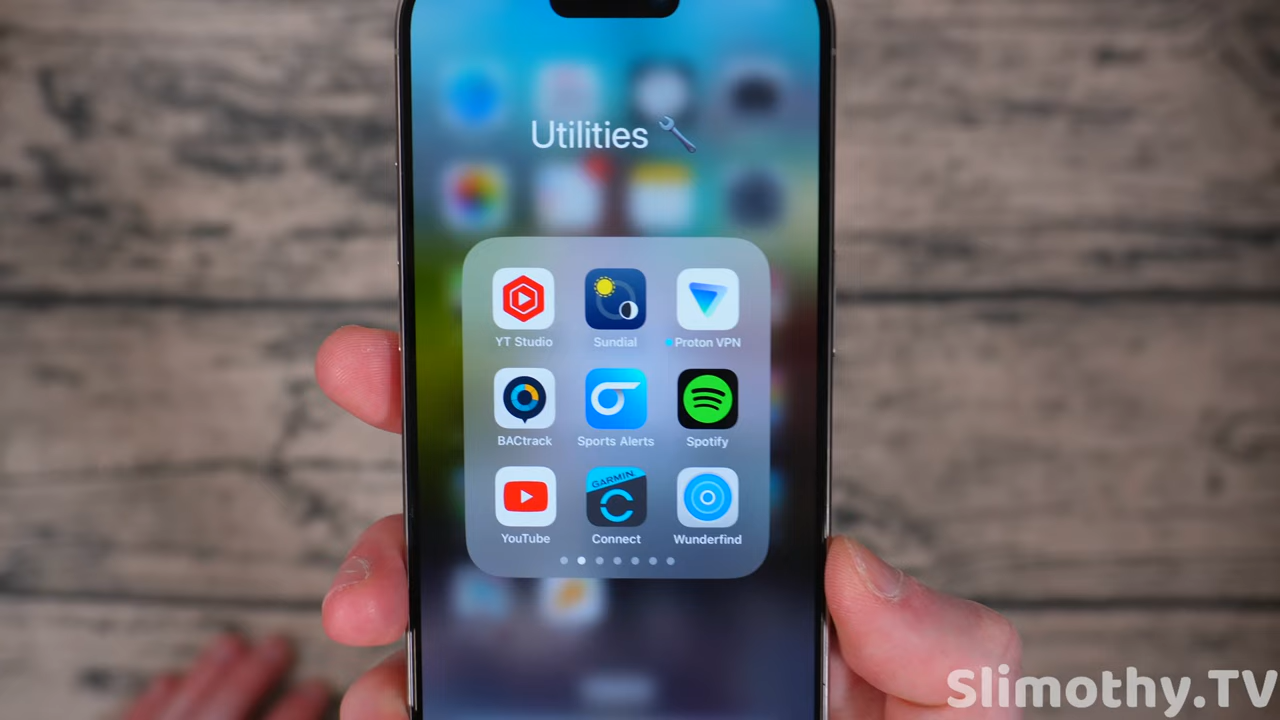 Utilities 🔧
YT Studio
Sundial
Proton VPN
BACtrack
Sports Alerts
Spotify
YouTube
GARMIN
Connect
Wunderfind
Slimothy.TV